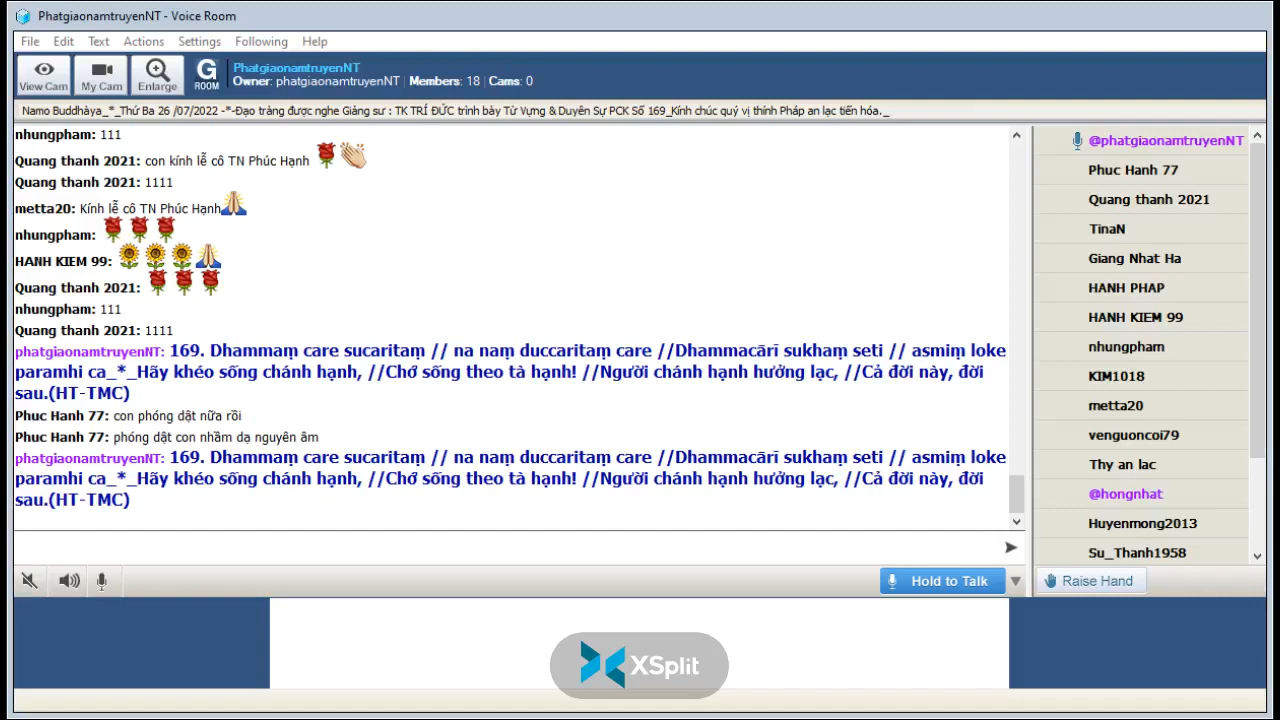 PhatgiaonamtruyenNT - Voice Room
File Edit Text Actions Settings Following Help
View Cam My Cam Enlarge G ROOM
PhatgiaonamtruyenNT
Owner: phatgiaonamtruyenNT | Members: 18 | Cams: 0
Namo Buddhàya_*_Thứ Ba 26 /07/2022 -*-Đạo tràng được nghe Giảng sư : TK TRÍ ĐỨC trình bày Từ Vựng & Duyên Sự PCK Số 169_Kính chúc quý vị thính Pháp an lạc tiến hóa._
nhungpham: 111
Quang thanh 2021: con kính lễ cô TN Phúc Hạnh
Quang thanh 2021: 1111
metta20: Kính lễ cô TN Phúc Hạnh
nhungpham:
HANH KIEM 99:
Quang thanh 2021:
nhungpham: 111
Quang thanh 2021: 1111
phatgiaonamtruyenNT: 169. Dhammaṃ care sucaritaṃ // na naṃ duccaritaṃ care //Dhammacārī sukhaṃ seti // asmiṃ loke
paramhi ca_*_Hãy khéo sống chánh hạnh, //Chớ sống theo tà hạnh! //Người chánh hạnh hưởng lạc, //Cả đời này, đời
sau.(HT-TMC)
Phuc Hanh 77: con phóng dật nữa rồi
Phuc Hanh 77: phóng dật con nhầm dạ nguyên âm
phatgiaonamtruyenNT: 169. Dhammaṃ care sucaritaṃ // na naṃ duccaritaṃ care //Dhammacārī sukhaṃ seti // asmiṃ loke
paramhi ca_*_Hãy khéo sống chánh hạnh, //Chớ sống theo tà hạnh! //Người chánh hạnh hưởng lạc, //Cả đời này, đời
sau.(HT-TMC)
@phatgiaonamtruyenNT
Phuc Hanh 77
Quang thanh 2021
TinaN
Giang Nhat Ha
HANH PHAP
HANH KIEM 99
nhungpham
KIM1018
metta20
venguoncoi79
Thy an lac
@hongnhat
Huyenmong2013
Su_Thanh1958
Hold to Talk
Raise Hand
XSplit